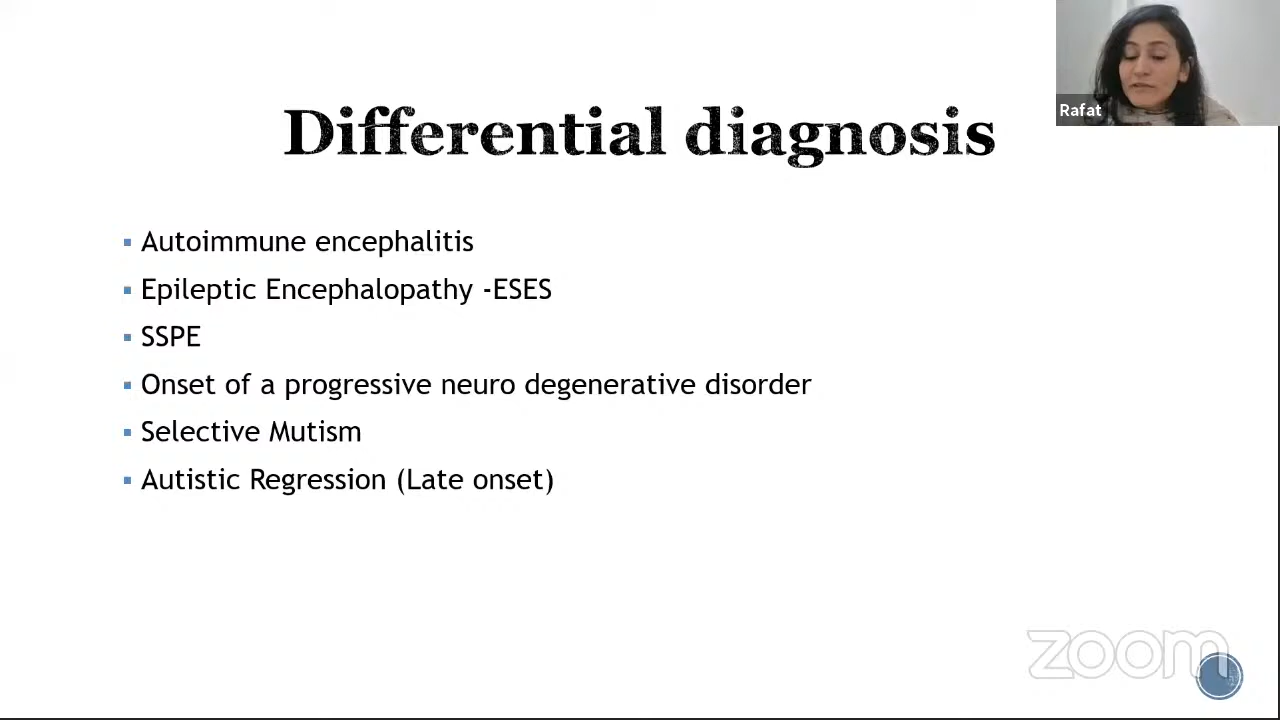 Rafat
Differential diagnosis
Autoimmune encephalitis
Epileptic Encephalopathy -ESES
SSPE
Onset of a progressive neuro degenerative disorder
Selective Mutism
Autistic Regression (Late onset)
zoom